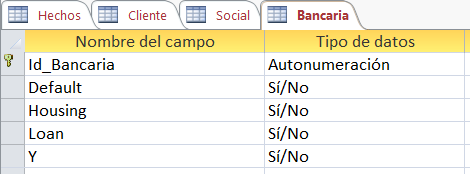 Hechos Cliente Social Bancaria
Nombre del campo Tipo de datos
Id_Bancaria Autonumeración
Default Sí/No
Housing Sí/No
Loan Sí/No
Y Sí/No